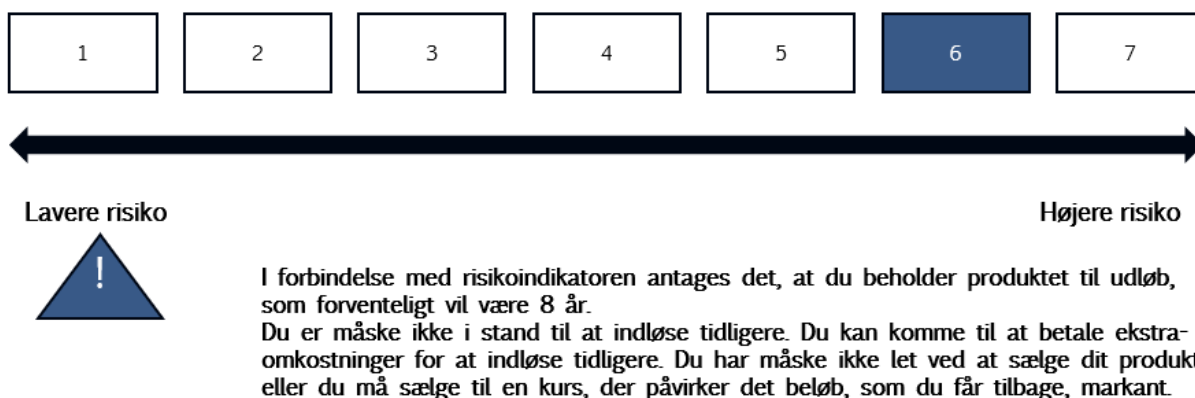 1 2 3 4 5 6 7
Lavere risiko Højere risiko
!
I forbindelse med risikoindikatoren antages det, at du beholder produktet til udløb,
som forventeligt vil være 8 år.
Du er måske ikke i stand til at indløse tidligere. Du kan komme til at betale ekstra-
omkostninger for at indløse tidligere. Du har måske ikke let ved at sælge dit produkt
eller du må sælge til en kurs, der påvirker det beløb, som du får tilbage, markant.